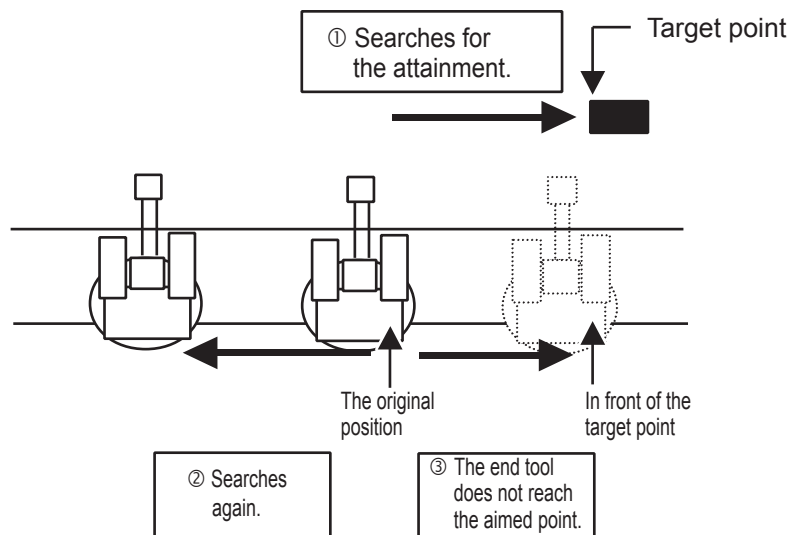 ① Searches for
the attainment.
Target point
The original
position
In front of the
target point
② Searches
again.
③ The end tool
does not reach
the aimed point.